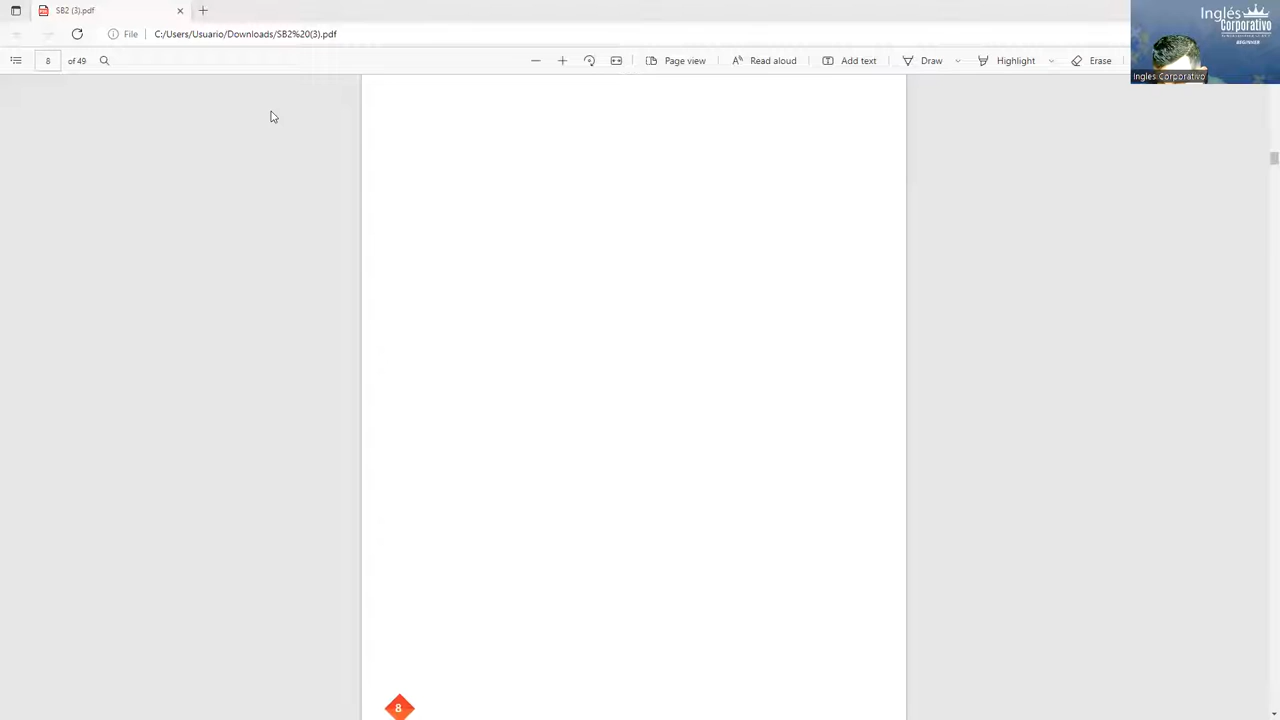 SB2 (3).pdf
File C:/Users/Usuario/Downloads/SB2%20(3).pdf
8 of 49 Page view Read aloud Add text Draw Highlight Erase
Inglés
Corporativo
BEGINNER
Ingles Corporativo
8